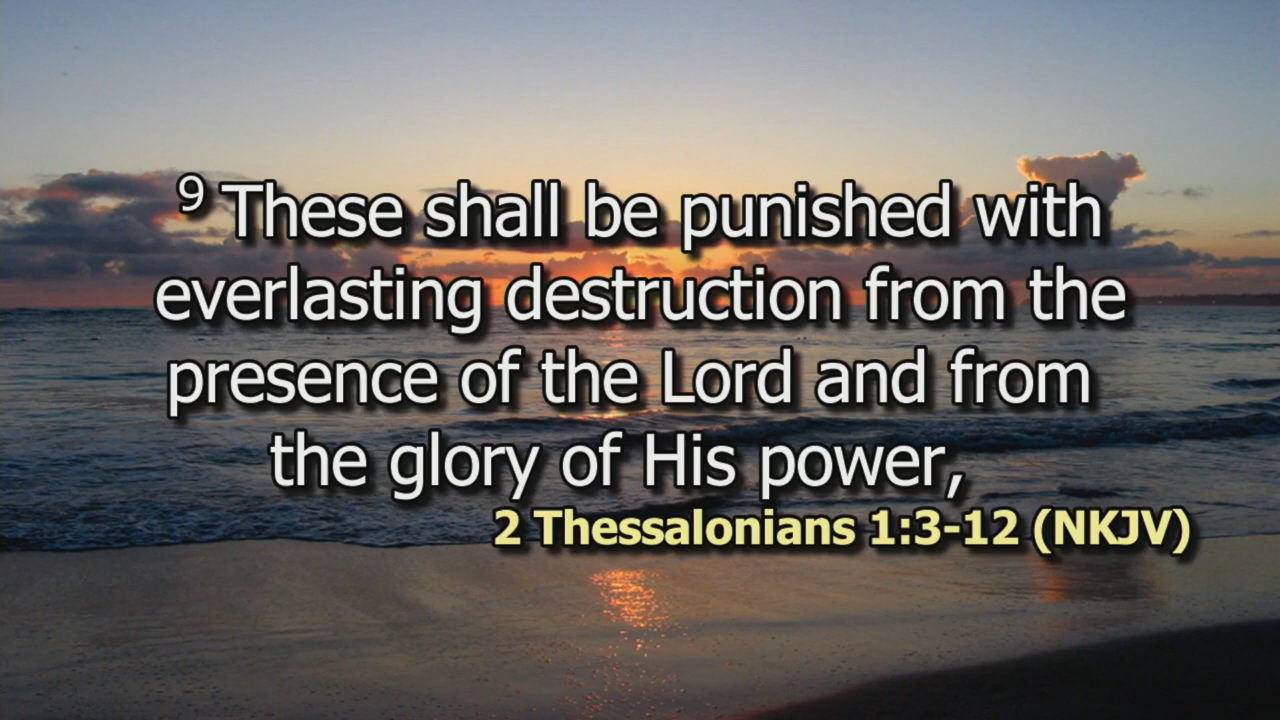 9 These shall be punished with
everlasting destruction from the
presence of the Lord and from
the glory of His power,
2 Thessalonians 1:3-12 (NKJV)